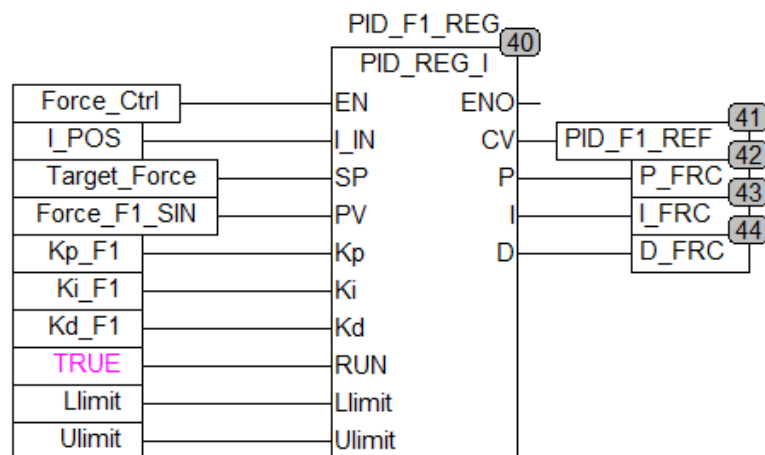 PID_F1_REG
40
PID_REG_I
Force_Ctrl EN ENO
41
I_POS I_IN CV PID_F1_REF
42
Target_Force SP P P_FRC
43
Force_F1_SIN PV I I_FRC
44
Kp_F1 Kp D D_FRC
Ki_F1 Ki
Kd_F1 Kd
TRUE RUN
Llimit Llimit
Ulimit Ulimit